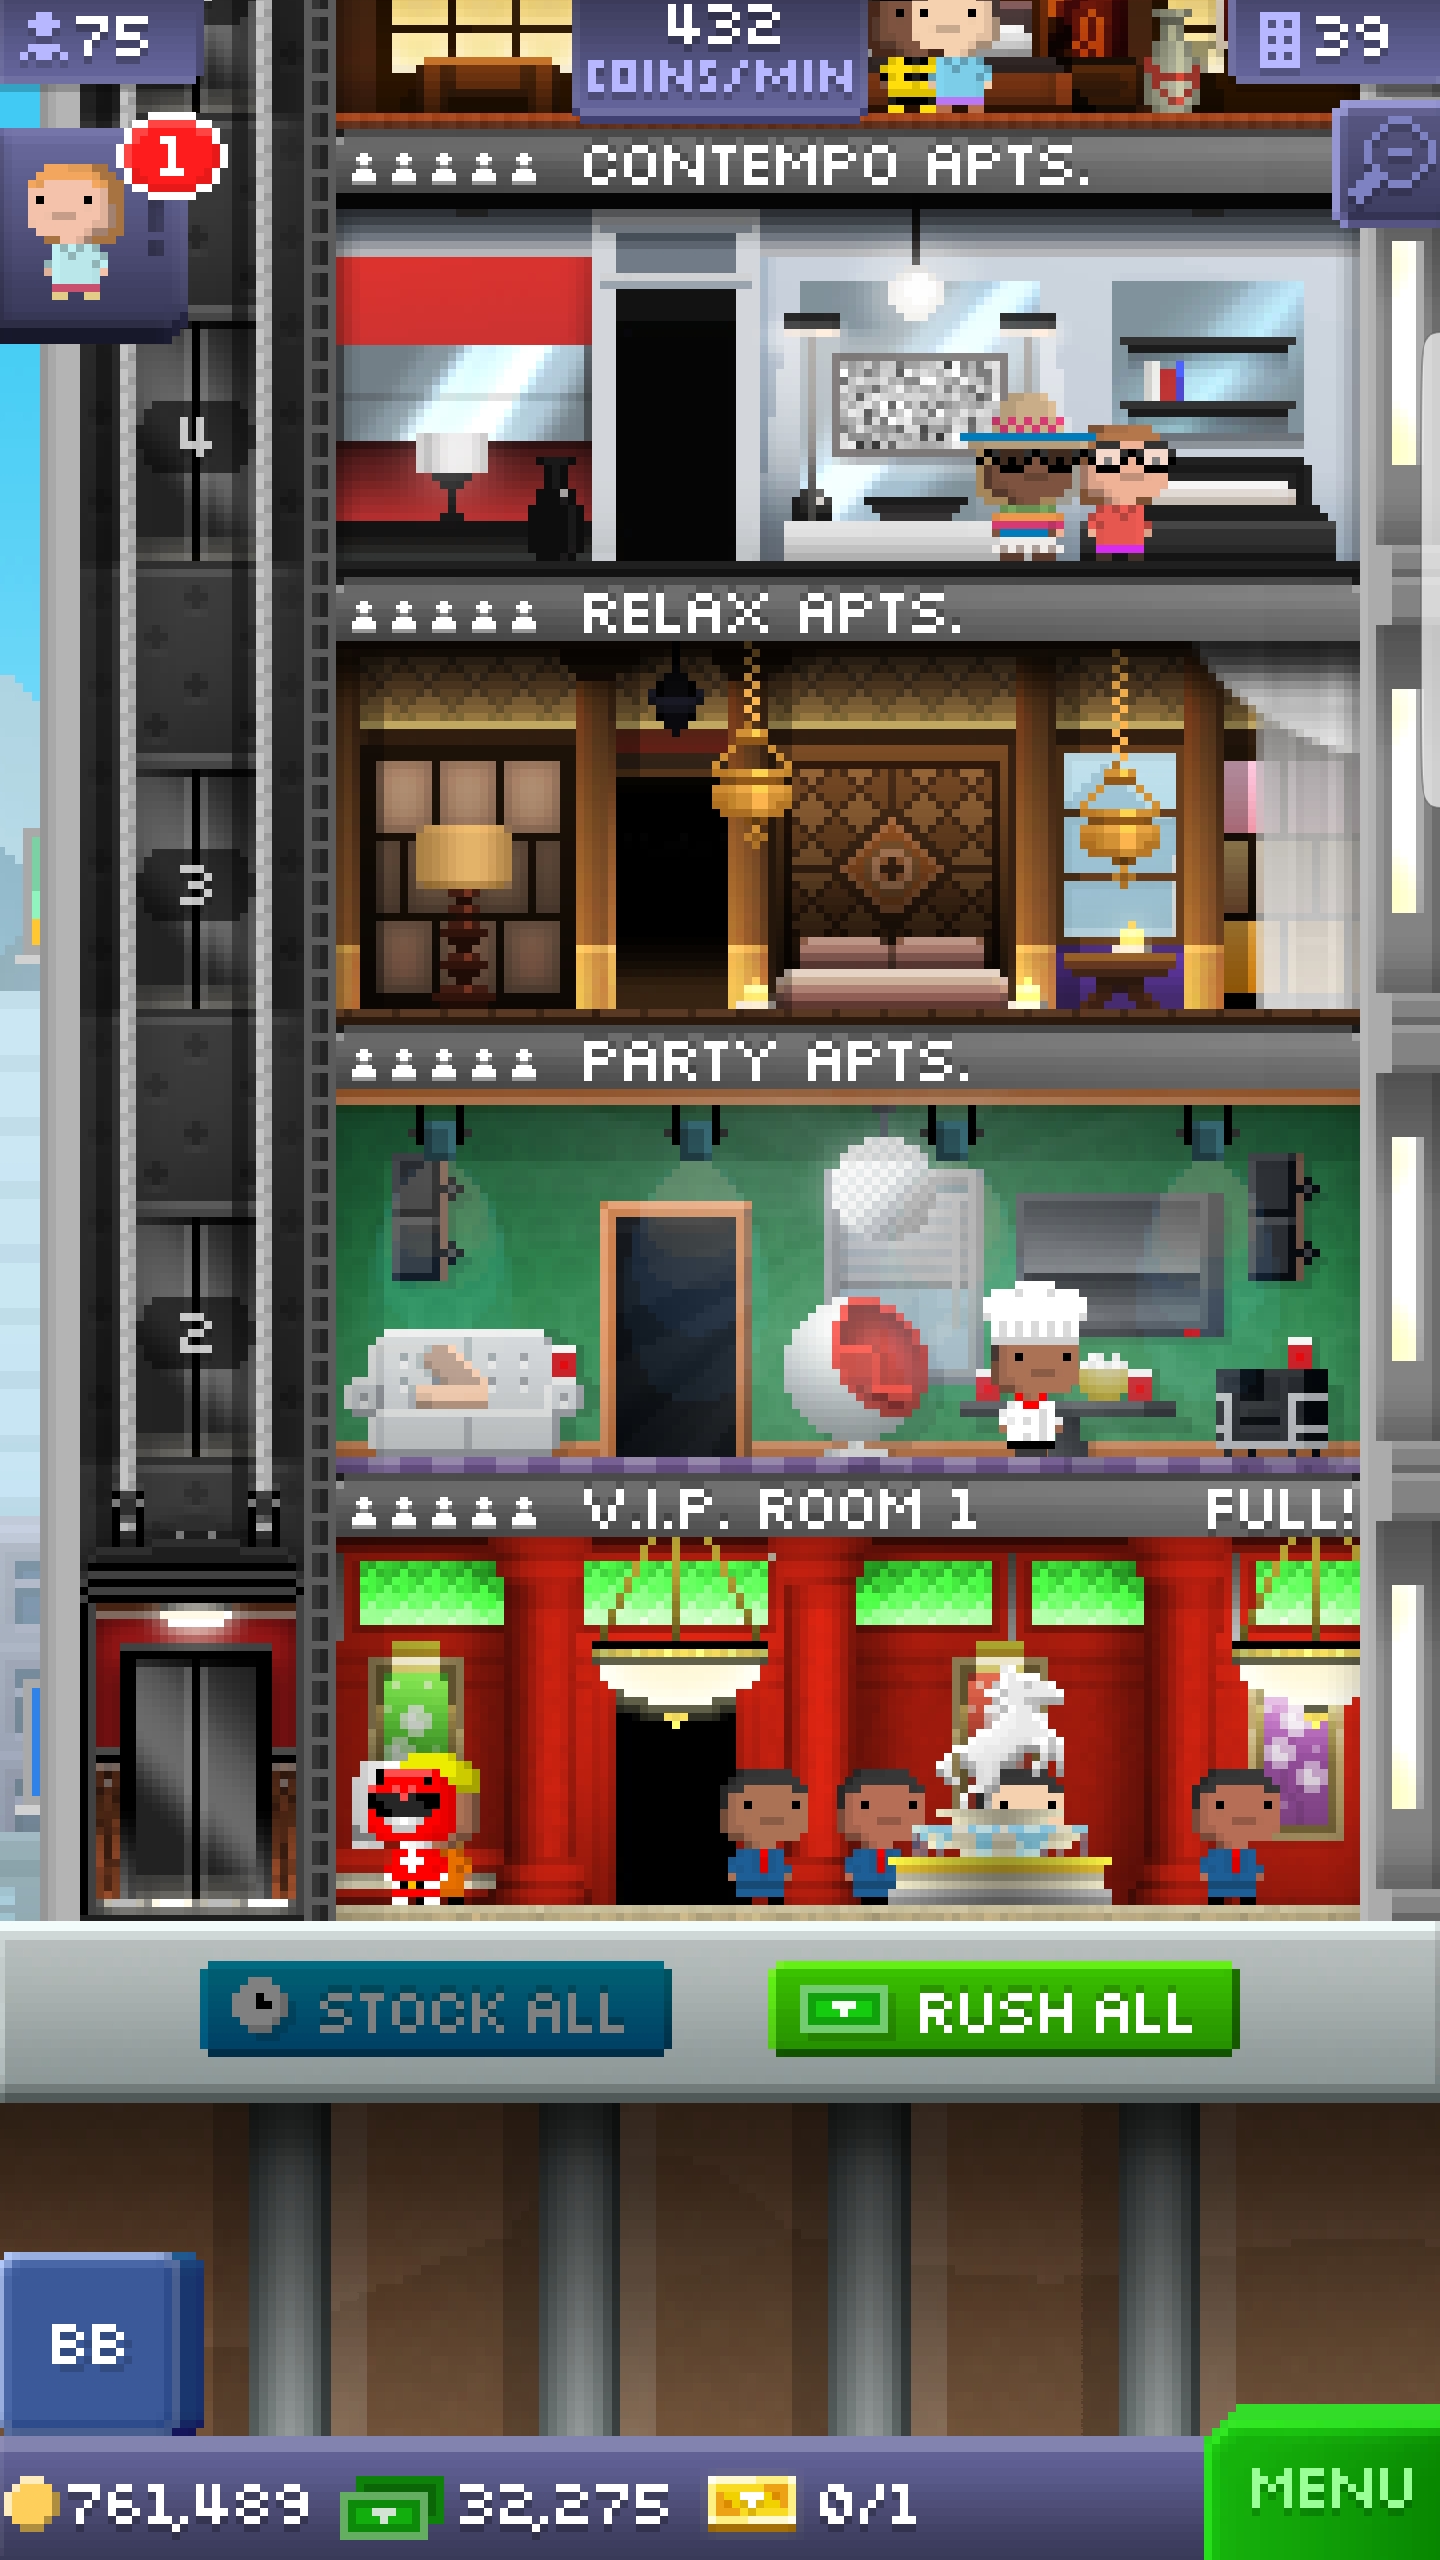 75
432
COINS/MIN
39
1
CONTEMPO APTS.
4
RELAX APTS.
3
PARTY APTS.
2
V.I.P. ROOM 1 FULL!
STOCK ALL
RUSH ALL
BB
761,489 32,275 0/1
MENU